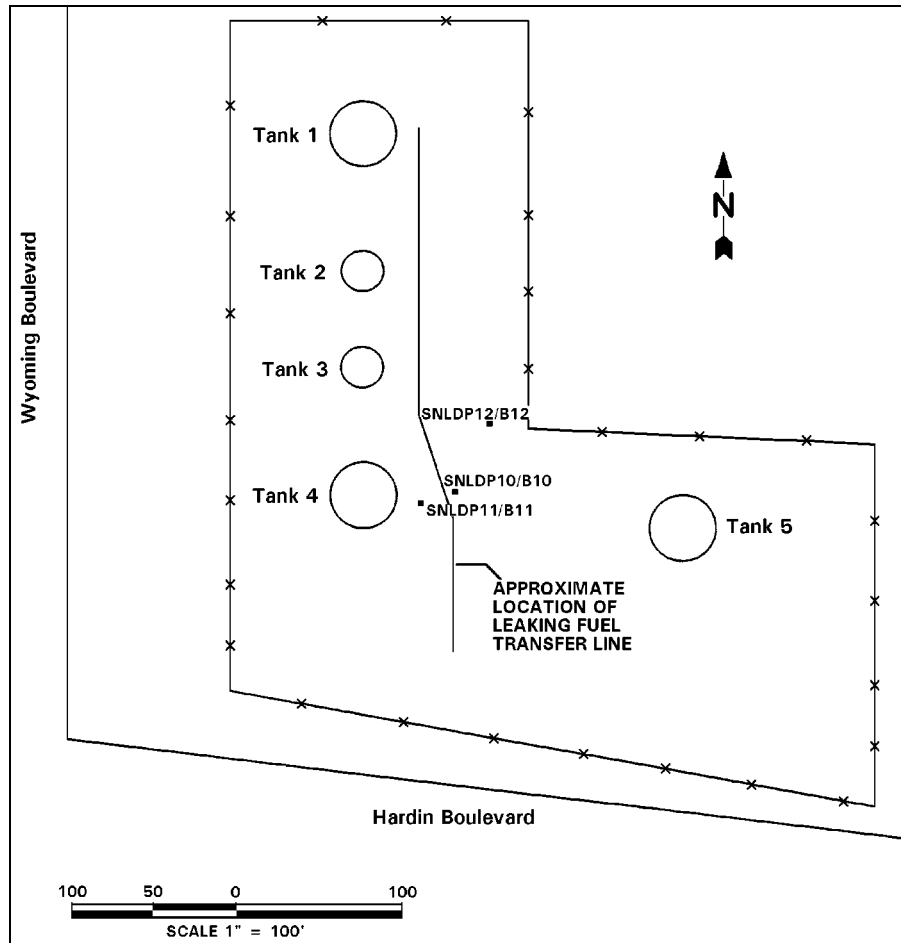 Tank 1
N
Tank 2
Wyoming Boulevard
Tank 3
SNLDP12/B12
SNLDP10/B10
Tank 4
SNLDP11/B11
Tank 5
APPROXIMATE
LOCATION OF
LEAKING FUEL
TRANSFER LINE
Hardin Boulevard
100 50 0 100
SCALE 1" = 100'